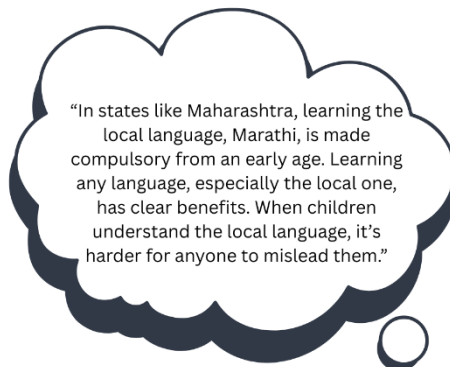 “In states like Maharashtra, learning the
local language, Marathi, is made
compulsory from an early age. Learning
any language, especially the local one,
has clear benefits. When children
understand the local language, it’s
harder for anyone to mislead them.”